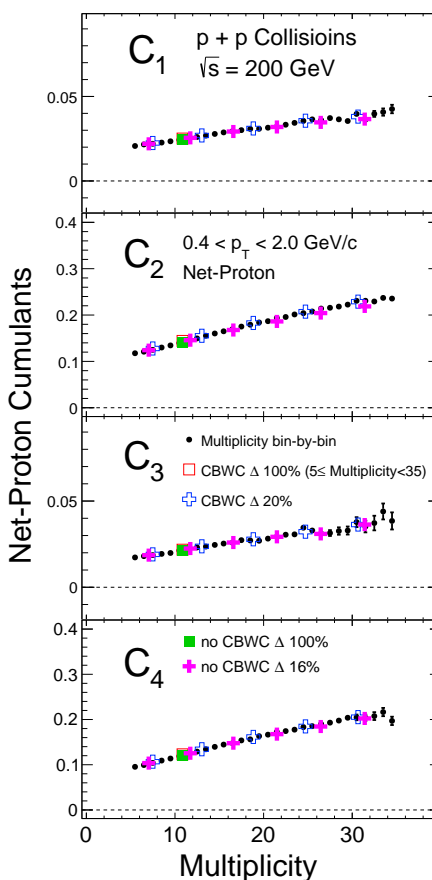 Net-Proton Cumulants
C1
p + p Collisioins
√s = 200 GeV
0.05
0
C2
0.4 < pT < 2.0 GeV/c
Net-Proton
0.4
0.3
0.2
0.1
0
C3
Multiplicity bin-by-bin
CBWC Δ 100% (5≤ Multiplicity<35)
CBWC Δ 20%
0.05
0
C4
no CBWC Δ 100%
no CBWC Δ 16%
0.4
0.3
0.2
0.1
0
0 10 20 30
Multiplicity